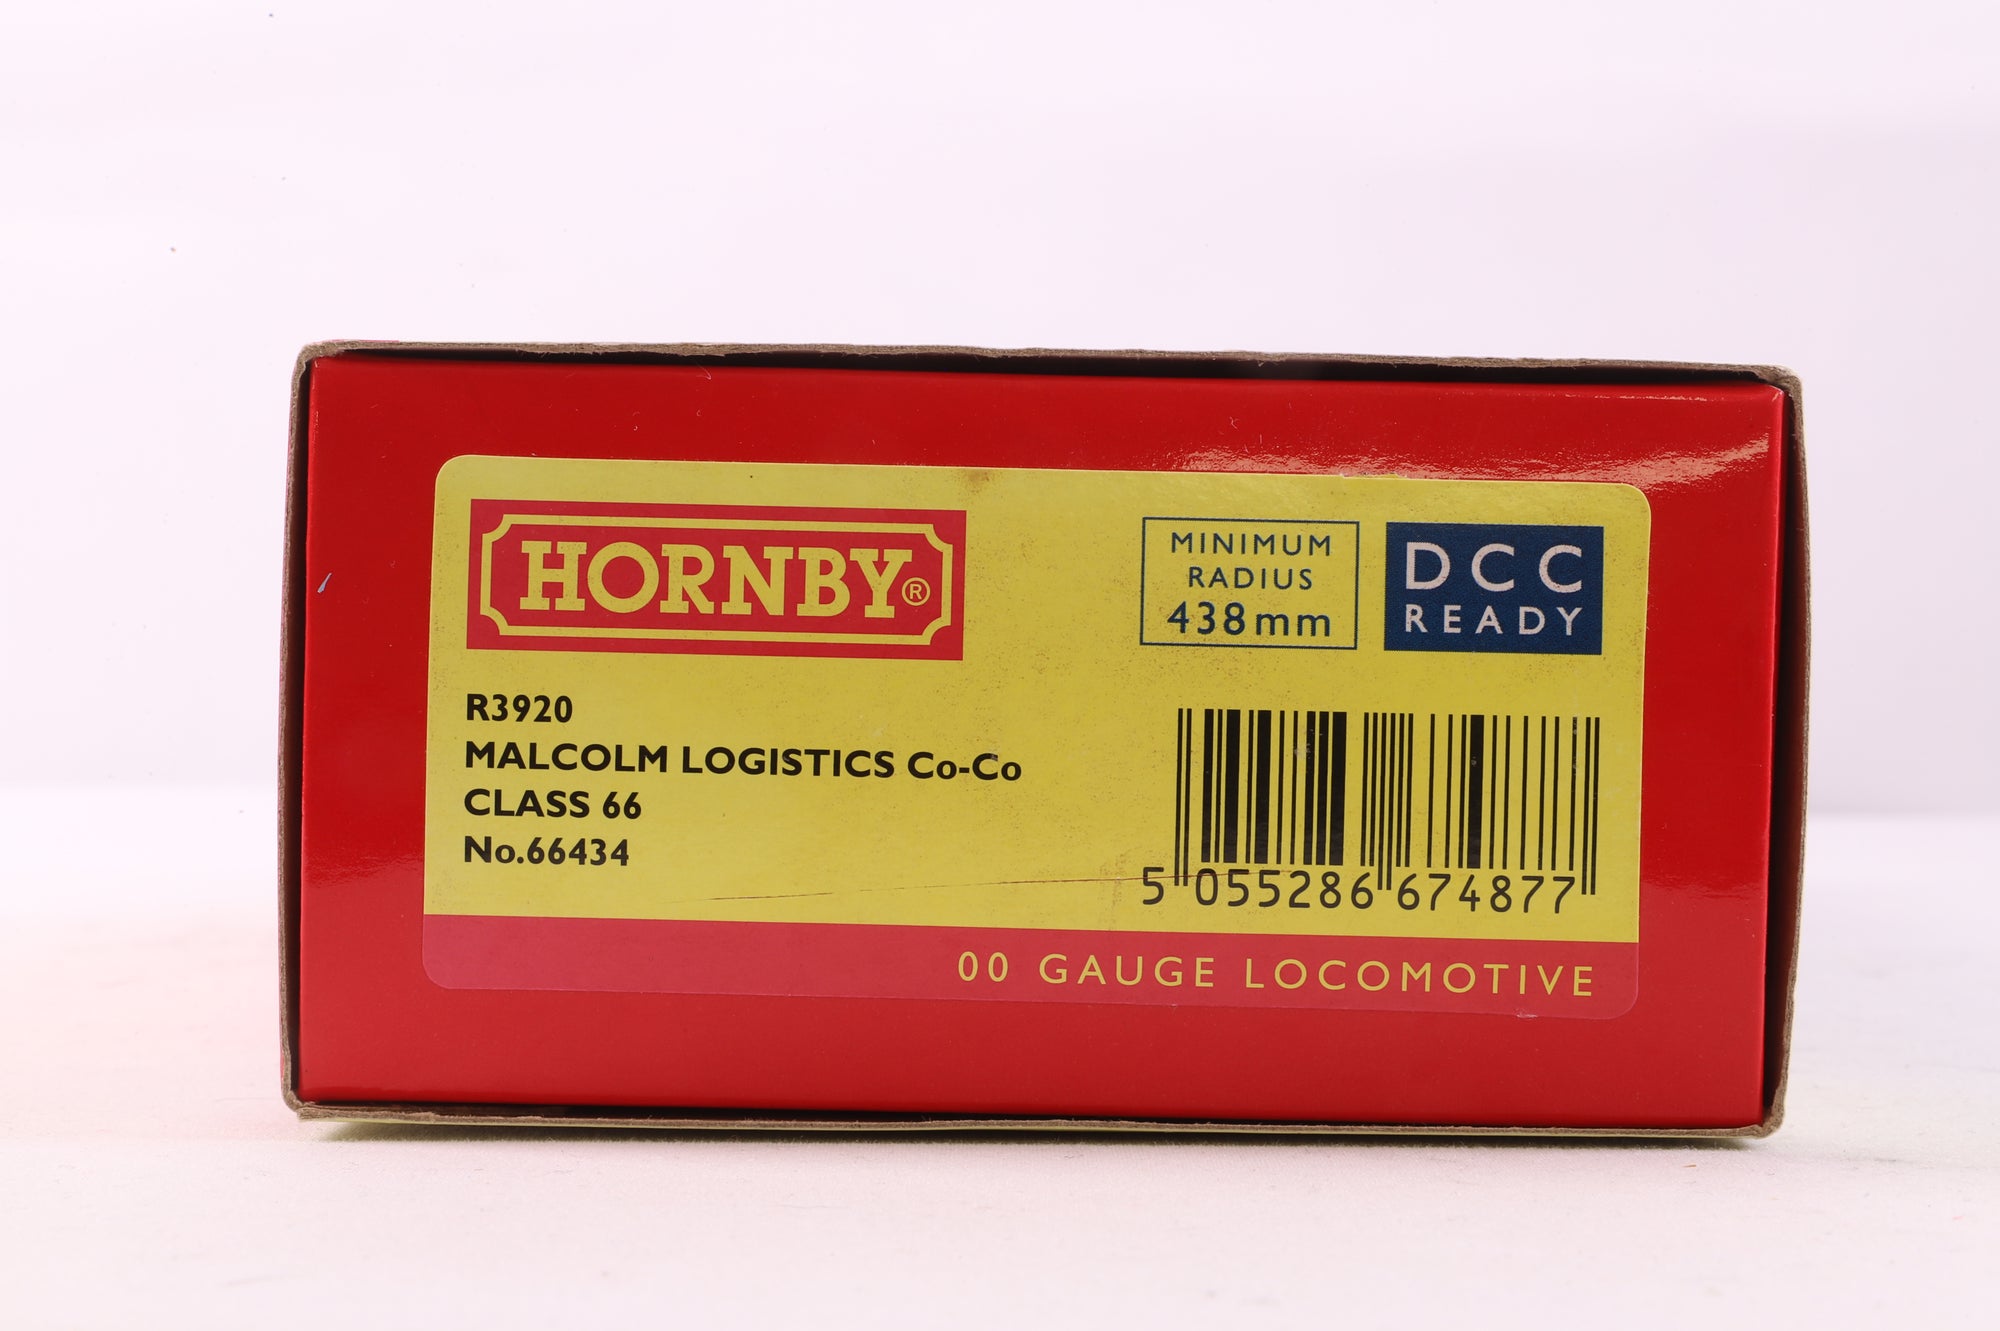 HORNBY®
MINIMUM
RADIUS
438mm
DCC
READY
R3920
MALCOLM LOGISTICS Co-Co
CLASS 66
No.66434
5 055286 674877
00 GAUGE LOCOMOTIVE